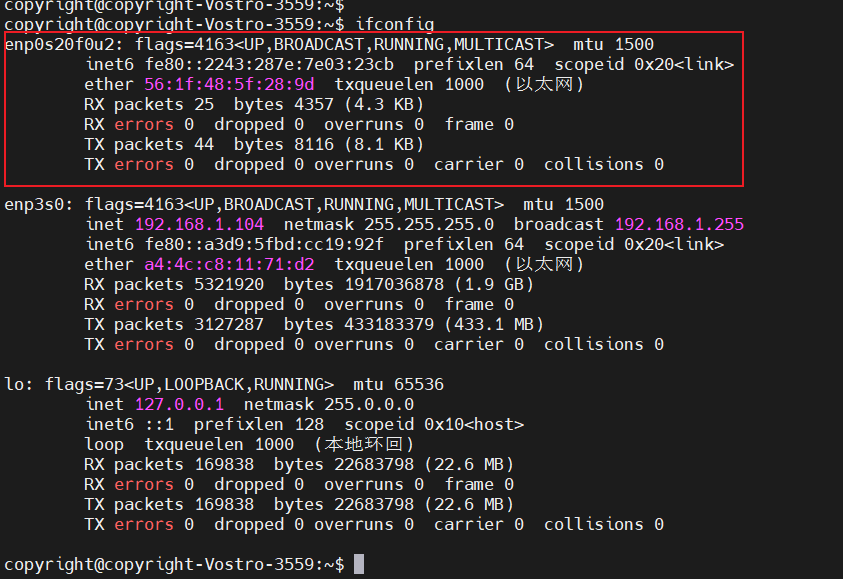 copyright@copyright-Vostro-3559:~$
copyright@copyright-Vostro-3559:~$ ifconfig
enp0s20f0u2: flags=4163<UP,BROADCAST,RUNNING,MULTICAST>  mtu 1500
        inet6 fe80::2243:287e:7e03:23cb  prefixlen 64  scopeid 0x20<link>
        ether 56:1f:48:5f:28:9d  txqueuelen 1000  (以太网)
        RX packets 25  bytes 4357 (4.3 KB)
        RX errors 0  dropped 0  overruns 0  frame 0
        TX packets 44  bytes 8116 (8.1 KB)
        TX errors 0  dropped 0 overruns 0  carrier 0  collisions 0

enp3s0: flags=4163<UP,BROADCAST,RUNNING,MULTICAST>  mtu 1500
        inet 192.168.1.104  netmask 255.255.255.0  broadcast 192.168.1.255
        inet6 fe80::a3d9:5fbd:cc19:92f  prefixlen 64  scopeid 0x20<link>
        ether a4:4c:c8:11:71:d2  txqueuelen 1000  (以太网)
        RX packets 5321920  bytes 1917036878 (1.9 GB)
        RX errors 0  dropped 0  overruns 0  frame 0
        TX packets 3127287  bytes 433183379 (433.1 MB)
        TX errors 0  dropped 0 overruns 0  carrier 0  collisions 0

lo: flags=73<UP,LOOPBACK,RUNNING>  mtu 65536
        inet 127.0.0.1  netmask 255.0.0.0
        inet6 ::1  prefixlen 128  scopeid 0x10<host>
        loop  txqueuelen 1000  (本地环回)
        RX packets 169838  bytes 22683798 (22.6 MB)
        RX errors 0  dropped 0  overruns 0  frame 0
        TX packets 169838  bytes 22683798 (22.6 MB)
        TX errors 0  dropped 0 overruns 0  carrier 0  collisions 0

copyright@copyright-Vostro-3559:~$